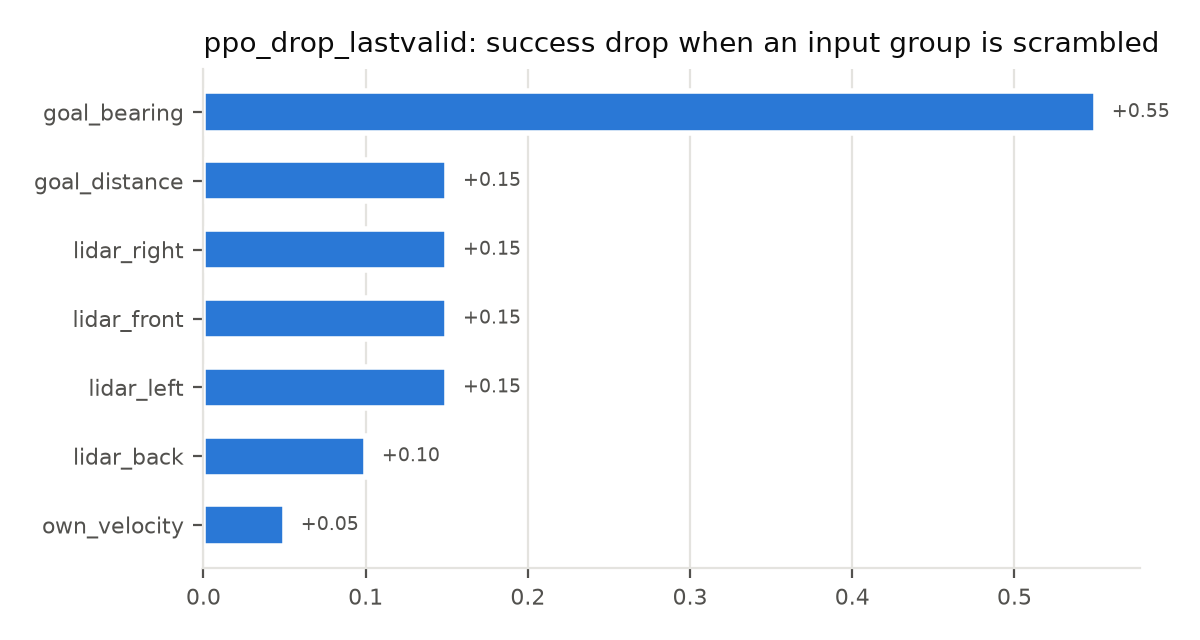 ppo_drop_lastvalid: success drop when an input group is scrambled
goal_bearing +0.55
goal_distance +0.15
lidar_right +0.15
lidar_front +0.15
lidar_left +0.15
lidar_back +0.10
own_velocity +0.05
0.0 0.1 0.2 0.3 0.4 0.5